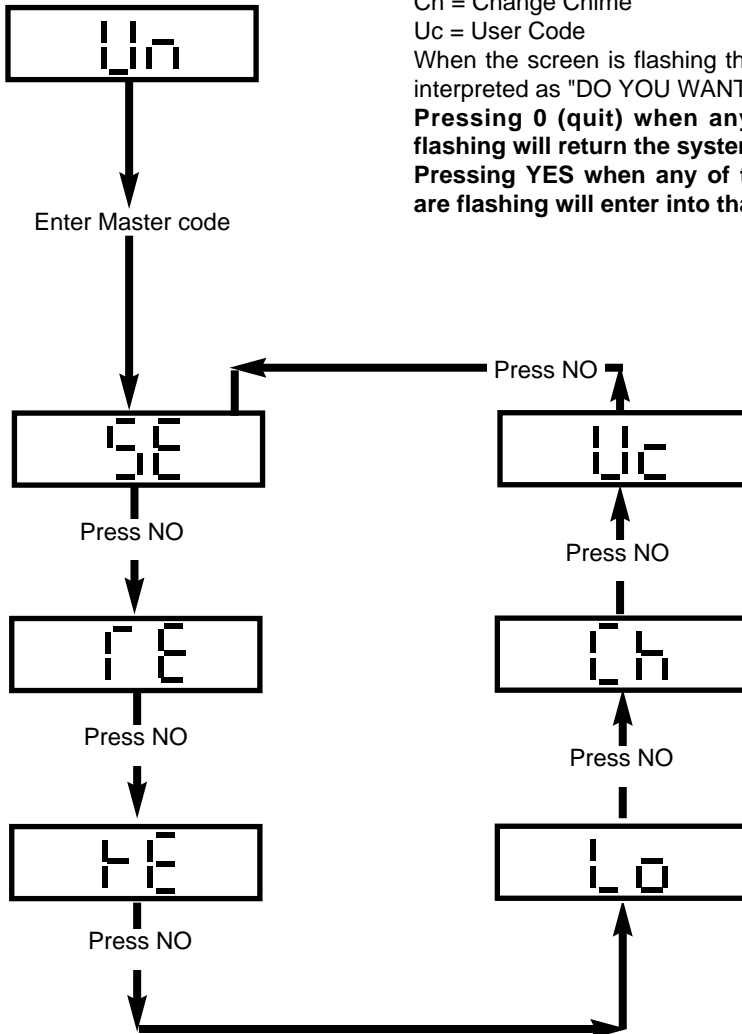 Ch = Change Chime
Uc = User Code
When the screen is flashing th
interpreted as "DO YOU WANT
Pressing 0 (quit) when any
flashing will return the system
Pressing YES when any of t
are flashing will enter into tha
Un
Enter Master code
SE
Press NO
Press NO
Press NO
Press NO
Uc
Press NO
Ch
Press NO
Lo